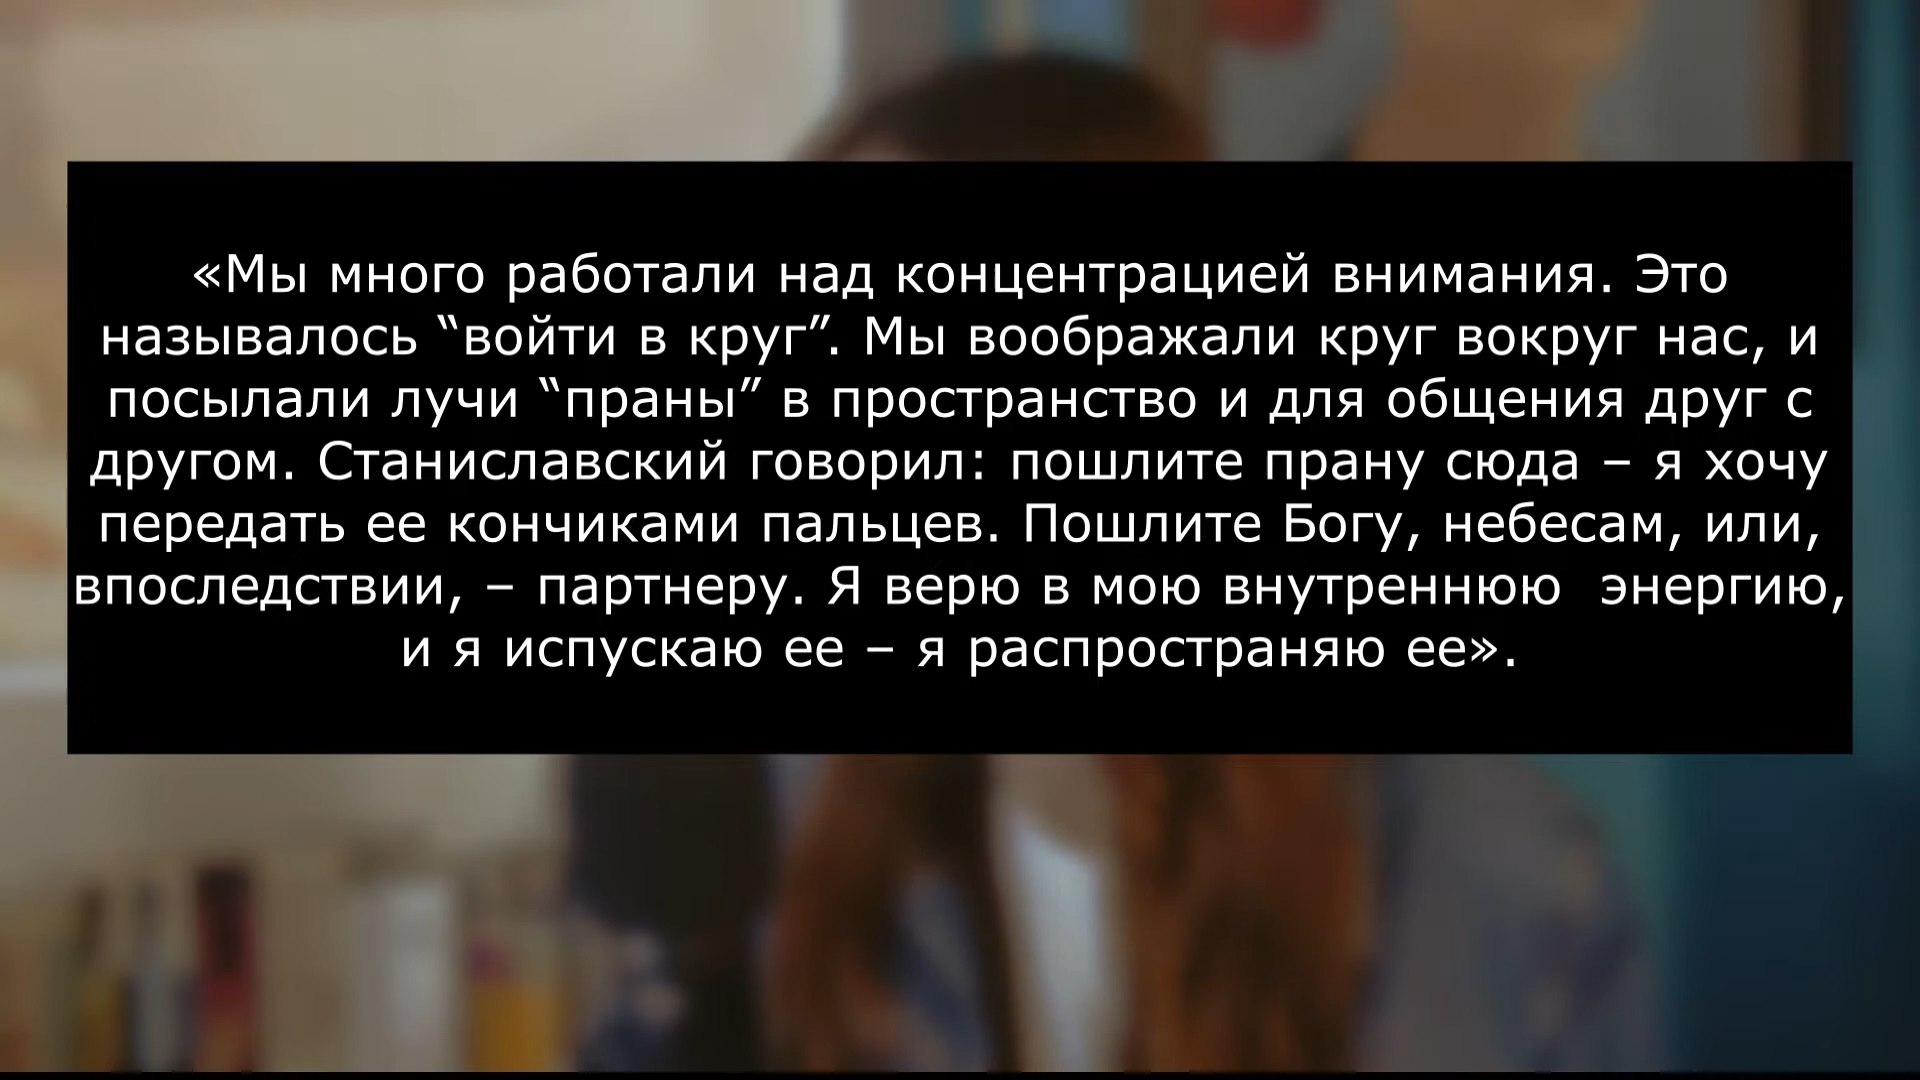 «Мы много работали над концентрацией внимания. Это
называлось “войти в круг”. Мы воображали круг вокруг нас, и
посылали лучи “праны” в пространство и для общения друг с
другом. Станиславский говорил: пошлите прану сюда – я хочу
передать ее кончиками пальцев. Пошлите Богу, небесам, или,
впоследствии, – партнеру. Я верю в мою внутреннюю  энергию,
и я испускаю ее – я распространяю ее».